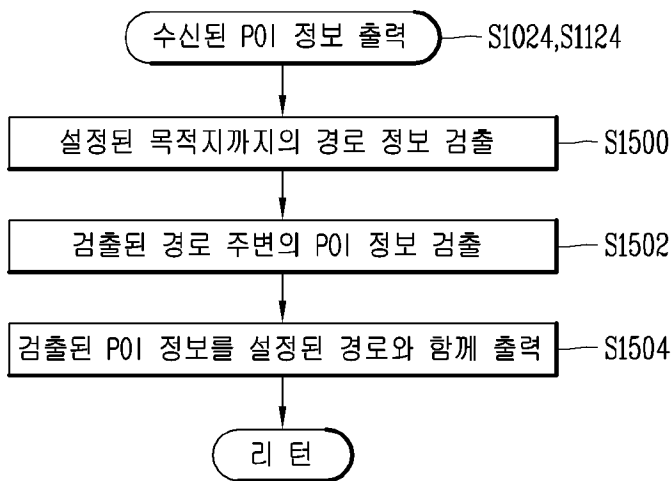 수신된 POI 정보 출력 S1024,S1124
설정된 목적지까지의 경로 정보 검출 S1500
검출된 경로 주변의 POI 정보 검출 S1502
검출된 POI 정보를 설정된 경로와 함께 출력 S1504
리 턴